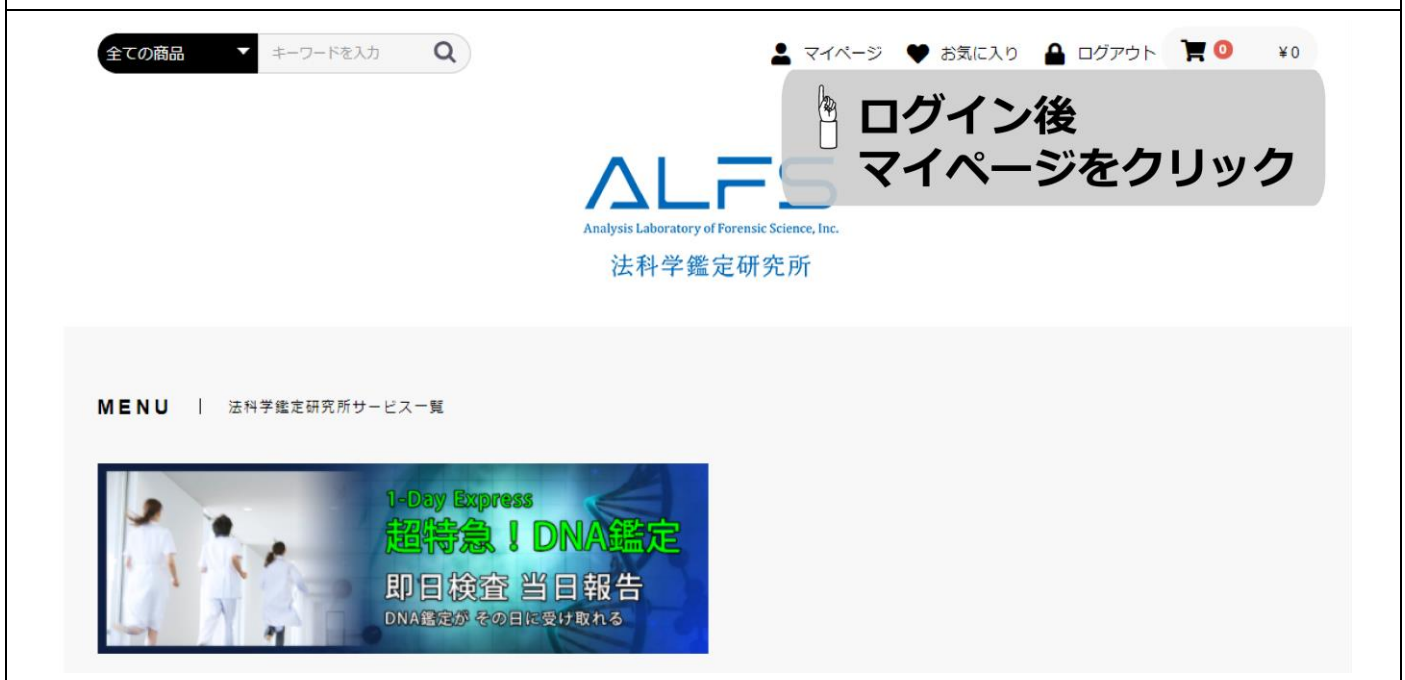 全ての商品 キーワードを入力 マイページ お気に入り ログアウト 0 ¥0
ログイン後
マイページをクリック
ALFS
Analysis Laboratory of Forensic Science, Inc.
法科学鑑定研究所
MENU | 法科学鑑定研究所サービス一覧
1-Day Express
超特急！DNA鑑定
即日検査 当日報告
DNA鑑定が その日に受け取れる